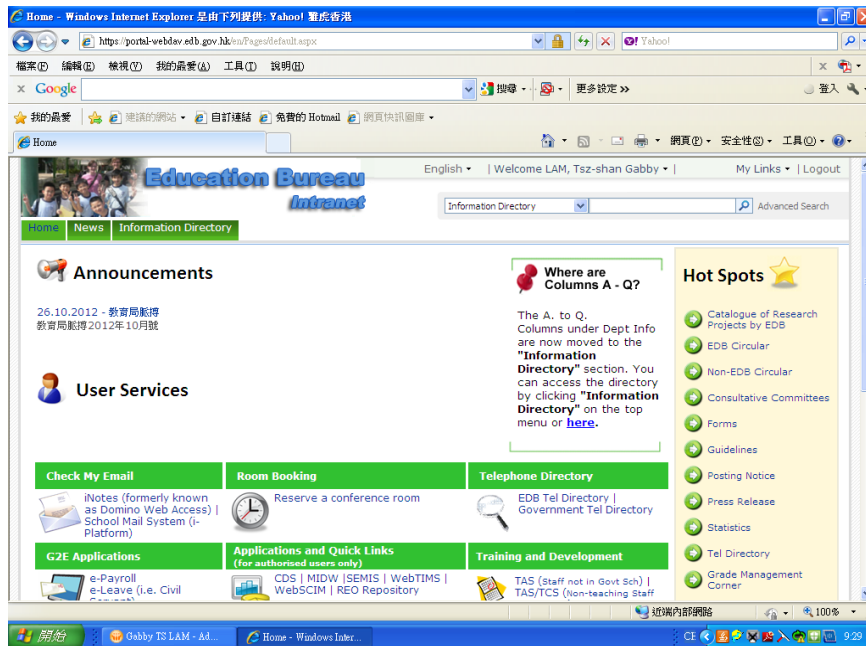 Home - Windows Internet Explorer 是由下列提供: Yahoo! 雅虎香港
https://portal-webdav.edb.gov.hk/en/Pages/default.aspx
Yahoo!
檔案(F) 編輯(E) 檢視(V) 我的最愛(A) 工具(T) 說明(H)
Google 搜尋 更多設定 >> 登入
我的最愛 建議的網站 自訂連結 免費的 Hotmail 網頁快訊圖庫
Home 網頁(P) 安全性(S) 工具(O)
Education Bureau
Intranet
English | Welcome LAM, Tsz-shan Gabby | My Links | Logout
Information Directory Advanced Search
Home News Information Directory
Announcements
26.10.2012 - 教育局脈搏
教育局脈搏2012年10月號
User Services
Where are
Columns A - Q?
The A. to Q.
Columns under Dept Info
are now moved to the
"Information
Directory" section. You
can access the directory
by clicking "Information
Directory" on the top
menu or here.
Hot Spots
Catalogue of Research
Projects by EDB
EDB Circular
Non-EDB Circular
Consultative Committees
Forms
Guidelines
Posting Notice
Press Release
Statistics
Tel Directory
Grade Management
Corner
Check My Email
iNotes (formerly known
as Domino Web Access) |
School Mail System (i-
Platform)
Room Booking
Reserve a conference room
Telephone Directory
EDB Tel Directory |
Government Tel Directory
G2E Applications
e-Payroll
e-Leave (i.e. Civil
Applications and Quick Links
(for authorised users only)
CDS | MIDW |SEMIS | WebTIMS |
WebSCIM | REO Repository
Training and Development
TAS (Staff not in Govt Sch) |
TAS/TCS (Non-teaching Staff
近端內部網路 100%
開始 Gabby TS LAM - Ad... Home - Windows Inter... CH 9:29